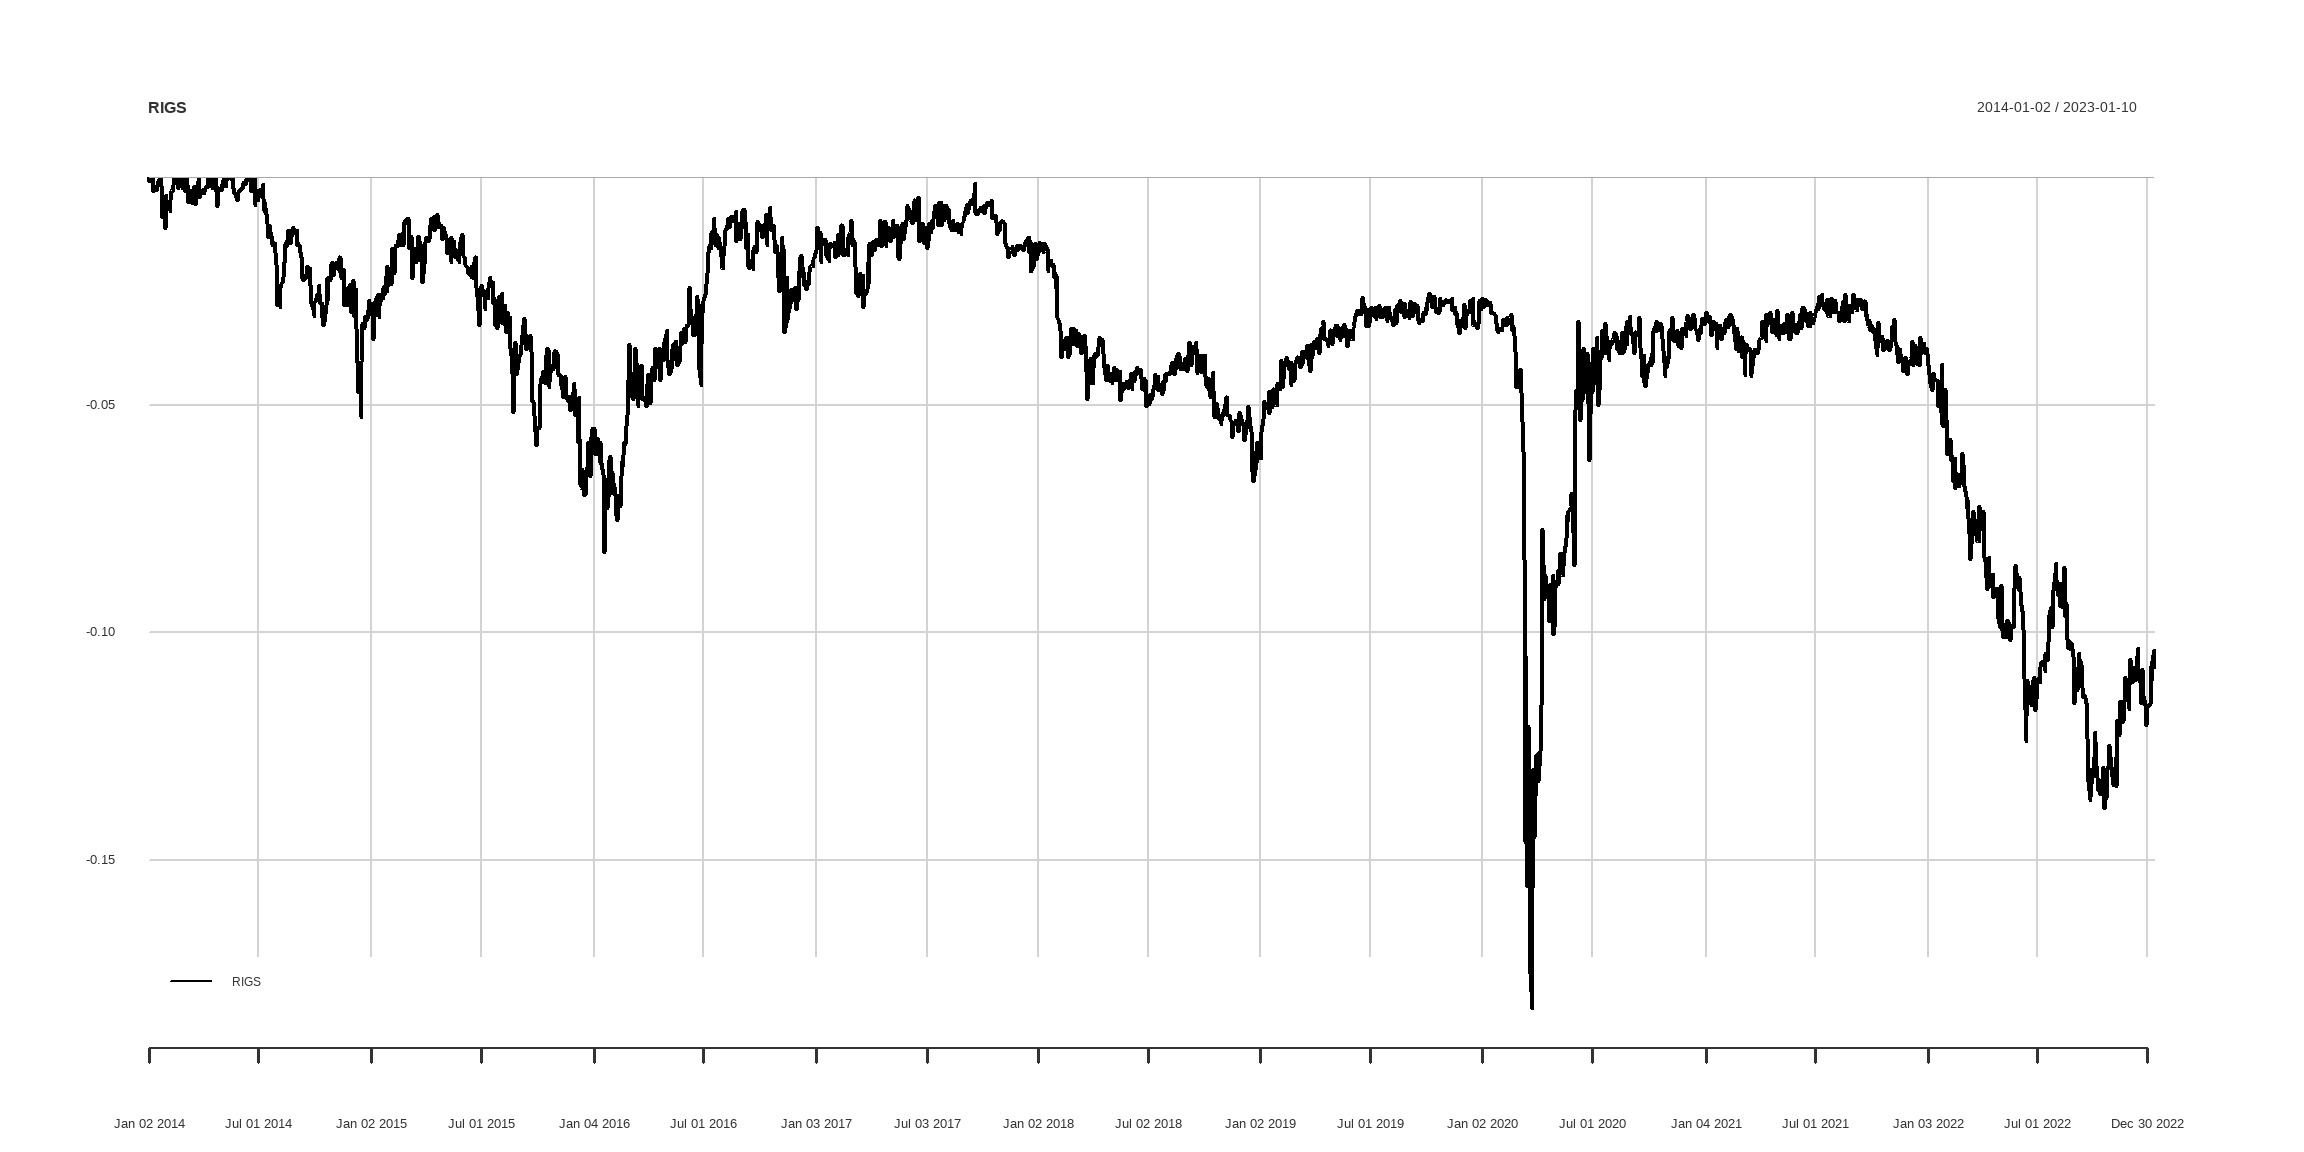 RIGS
2014-01-02 / 2023-01-10
-0.05
-0.10
-0.15
RIGS
Jan 02 2014
Jul 01 2014
Jan 02 2015
Jul 01 2015
Jan 04 2016
Jul 01 2016
Jan 03 2017
Jul 03 2017
Jan 02 2018
Jul 02 2018
Jan 02 2019
Jul 01 2019
Jan 02 2020
Jul 01 2020
Jan 04 2021
Jul 01 2021
Jan 03 2022
Jul 01 2022
Dec 30 2022